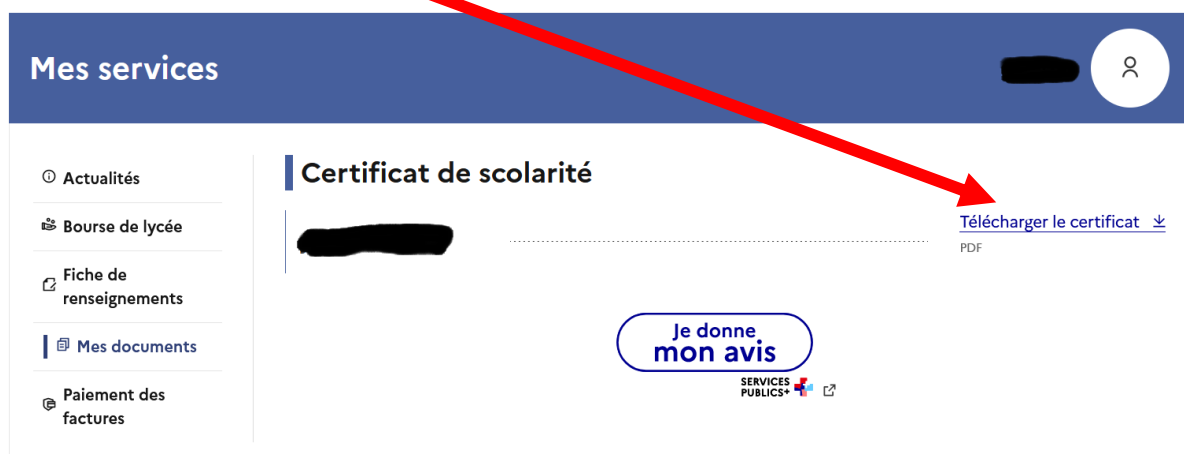 Mes services
Actualités
Bourse de lycée
Fiche de
renseignements
Mes documents
Paiement des
factures
Certificat de scolarité
Télécharger le certificat
PDF
Je donne
mon avis
SERVICES
PUBLICS+